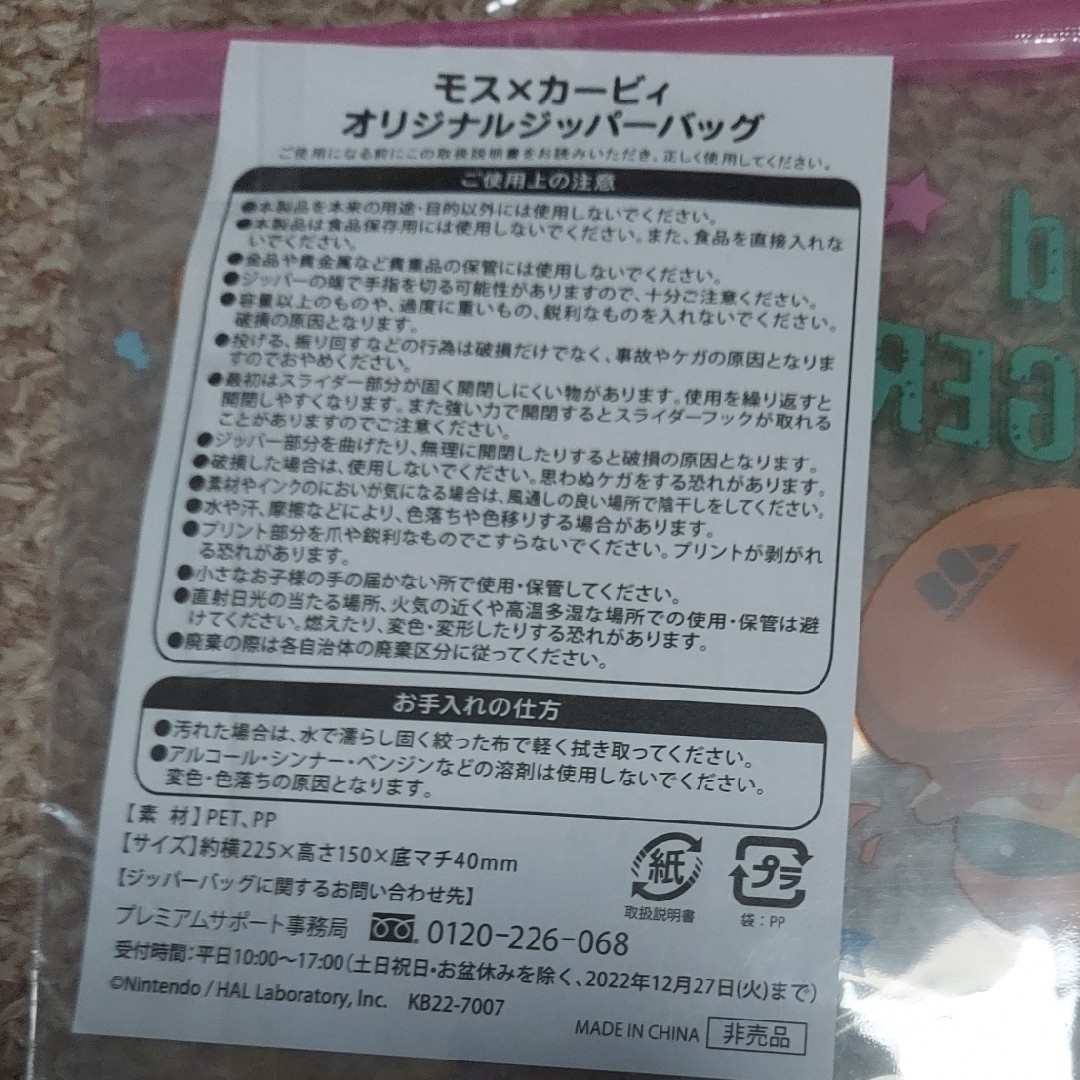 モス×カービィ
オリジナルジッパーバッグ
ご使用になる前にこの取扱説明書をお読みいただき、正しく使用してください。
ご使用上の注意
●本製品を本来の用途・目的以外には使用しないでください。
●本製品は食品保存用には使用しないでください。また、食品を直接入れな
いでください。
●金品や貴金属など貴重品の保管には使用しないでください。
●ジッパーの端で手指を切る可能性がありますので、十分ご注意ください。
●容量以上のものや、過度に重いもの、鋭利なものを入れないでください。
破損の原因となります。
●投げる、振り回すなどの行為は破損だけでなく、事故やケガの原因となりま
すのでおやめください。
●最初はスライダー部分が固く開閉しにくい物があります。使用を繰り返すと
開閉しやすくなります。また強い力で開閉するとスライダーフックが取れる
ことがありますのでご注意ください。
●ジッパー部分を曲げたり、無理に開閉したりすると破損の原因となります。
●破損した場合は、使用しないでください。思わぬケガをする恐れがあります。
●素材やインクのにおいが気になる場合は、風通しの良い場所で陰干しをしてください。
●水や汗、摩擦などにより、色落ちや色移りする場合があります。
●プリント部分を爪や鋭利なものでこすらないでください。プリントが剥がれ
る恐れがあります。
●小さなお子様の手の届かない所で使用・保管してください。
●直射日光の当たる場所、火気の近くや高温多湿な場所での使用・保管は避
けてください。燃えたり、変色・変形したりする恐れがあります。
●廃棄の際は各自治体の廃棄区分に従ってください。
お手入れの仕方
●汚れた場合は、水で濡らし固く絞った布で軽く拭き取ってください。
●アルコール・シンナー・ベンジンなどの溶剤は使用しないでください。
変色・色落ちの原因となります。
【素 材】PET、PP
【サイズ】約横225×高さ150×底マチ40mm
【ジッパーバッグに関するお問い合わせ先】
紙
取扱説明書
プラ
袋：PP
プレミアムサポート事務局 0120-226-068
受付時間：平日10:00～17:00（土日祝日・お盆休みを除く、2022年12月27日(火)まで）
©Nintendo / HAL Laboratory, Inc. KB22-7007
MADE IN CHINA 非売品